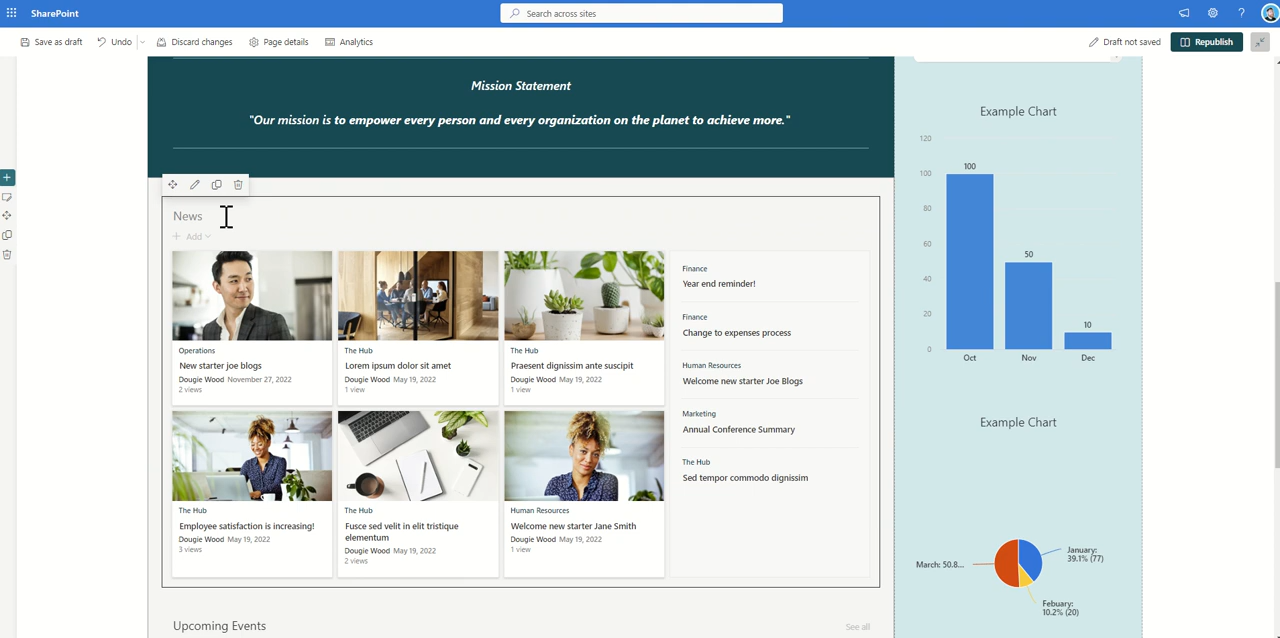 SharePoint
Search across sites
Save as draft
Undo
Discard changes
Page details
Analytics
Draft not saved
Republish
Mission Statement
"Our mission is to empower every person and every organization on the planet to achieve more."
News
Add
Operations
New starter joe blogs
Dougie Wood November 27, 2022
2 views
The Hub
Lorem ipsum dolor sit amet
Dougie Wood May 19, 2022
1 view
The Hub
Praesent dignissim ante suscipit
Dougie Wood May 19, 2022
1 view
The Hub
Employee satisfaction is increasing!
Dougie Wood May 19, 2022
3 views
The Hub
Fusce sed velit in elit tristique
elementum
Dougie Wood May 19, 2022
2 views
Human Resources
Welcome new starter Jane Smith
Dougie Wood May 19, 2022
1 view
Finance
Year end reminder!
Finance
Change to expenses process
Human Resources
Welcome new starter Joe Blogs
Marketing
Annual Conference Summary
The Hub
Sed tempor commodo dignissim
Upcoming Events
See all
Example Chart
120
100
80
60
40
20
0
100
50
10
Oct
Nov
Dec
Example Chart
March: 50.8...
January:
39.1% (77)
Febuary:
10.2% (20)